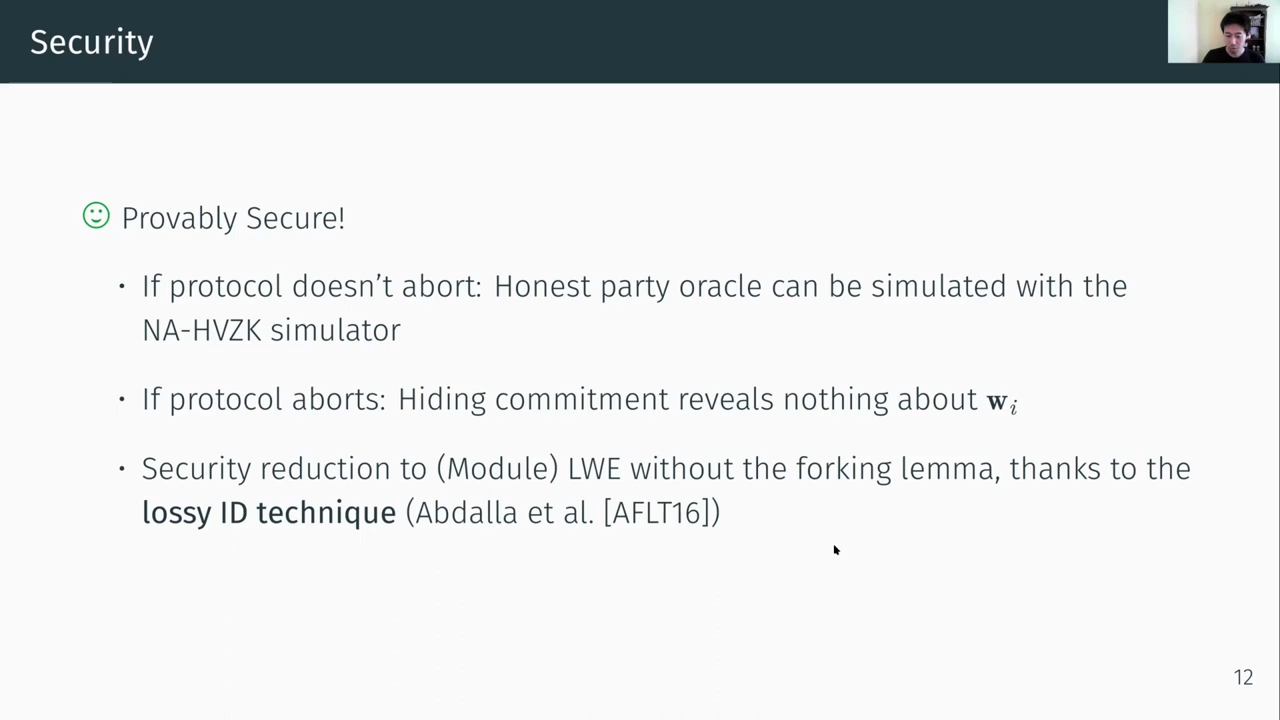 Security
Provably Secure!
· If protocol doesn't abort: Honest party oracle can be simulated with the
NA-HVZK simulator
· If protocol aborts: Hiding commitment reveals nothing about 𝐰ᵢ
· Security reduction to (Module) LWE without the forking lemma, thanks to the
lossy ID technique (Abdalla et al. [AFLT16])
12